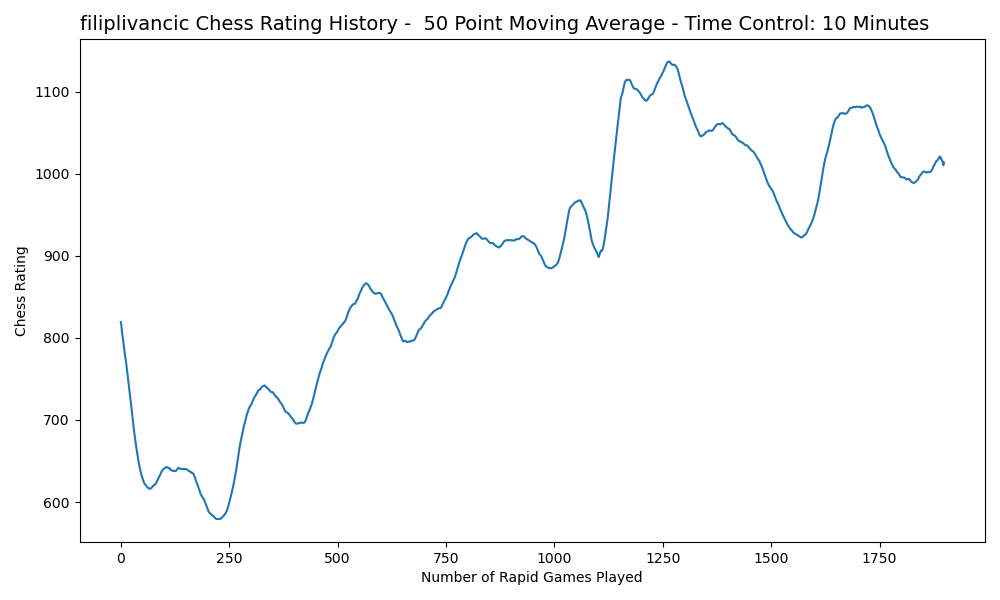 filiplivancic Chess Rating History -  50 Point Moving Average - Time Control: 10 Minutes
Chess Rating
1100
1000
900
800
700
600
0 250 500 750 1000 1250 1500 1750
Number of Rapid Games Played